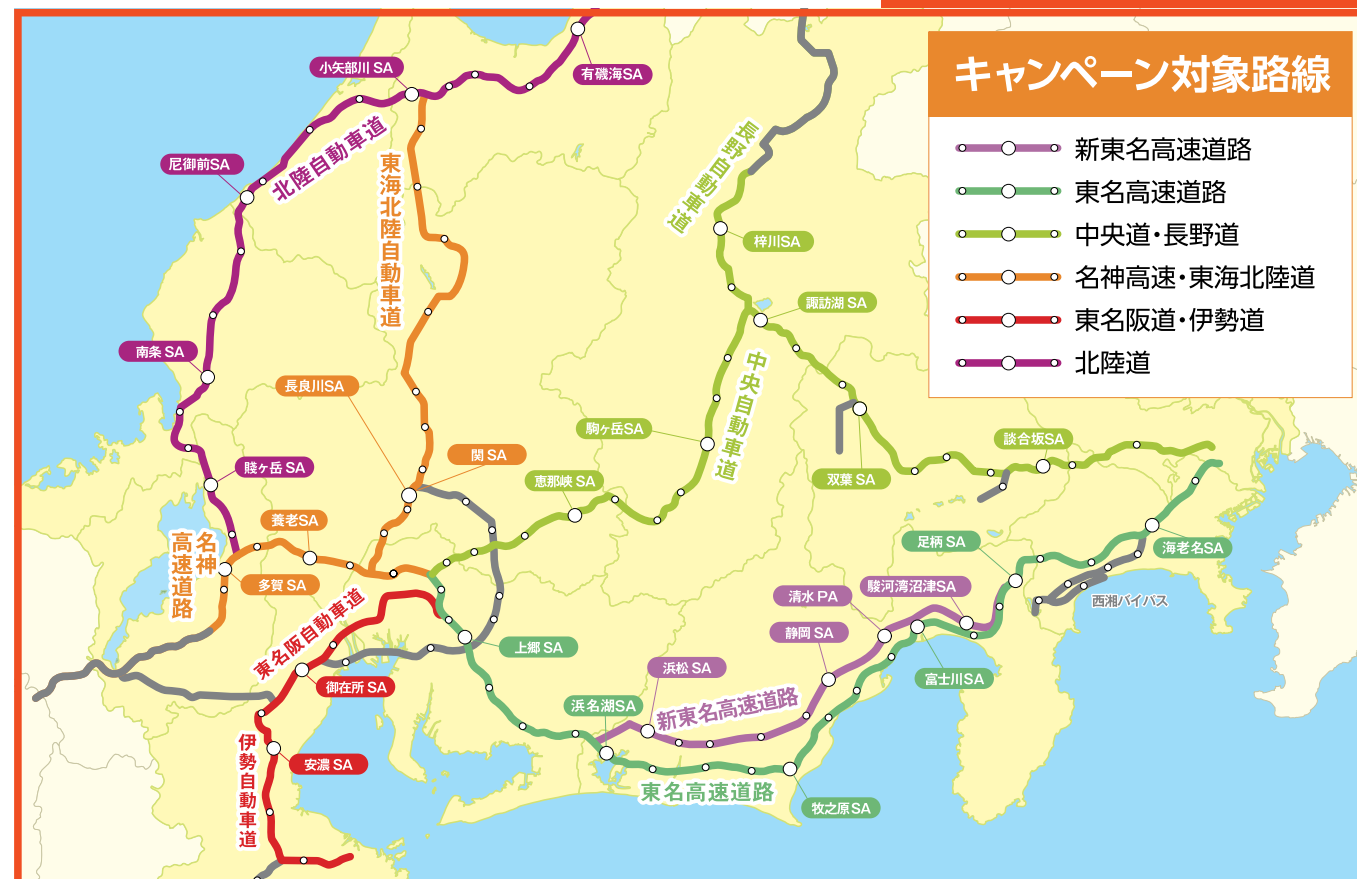 キャンペーン対象路線
新東名高速道路
東名高速道路
中央道・長野道
名神高速・東海北陸道
東名阪道・伊勢道
北陸道
小矢部川 SA
有磯海SA
北陸自動車道
尼御前SA
東海北陸自動車道
長野自動車道
梓川SA
諏訪湖 SA
南条 SA
中央自動車道
長良川SA
駒ヶ岳SA
関 SA
談合坂SA
賤ヶ岳 SA
恵那峡 SA
双葉 SA
養老SA
名神
高速道路
足柄 SA
海老名SA
多賀 SA
東名阪自動車道
清水 PA
駿河湾沼津SA
西湘バイパス
静岡 SA
上郷 SA
浜松 SA
富士川SA
御在所 SA
浜名湖SA
新東名高速道路
伊勢自動車道
安濃 SA
東名高速道路
牧之原SA